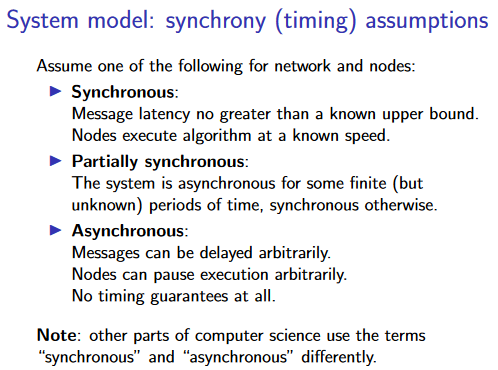 System model: synchrony (timing) assumptions
Assume one of the following for network and nodes:
▶ Synchronous:
Message latency no greater than a known upper bound.
Nodes execute algorithm at a known speed.
▶ Partially synchronous:
The system is asynchronous for some finite (but
unknown) periods of time, synchronous otherwise.
▶ Asynchronous:
Messages can be delayed arbitrarily.
Nodes can pause execution arbitrarily.
No timing guarantees at all.
Note: other parts of computer science use the terms
“synchronous” and “asynchronous” differently.